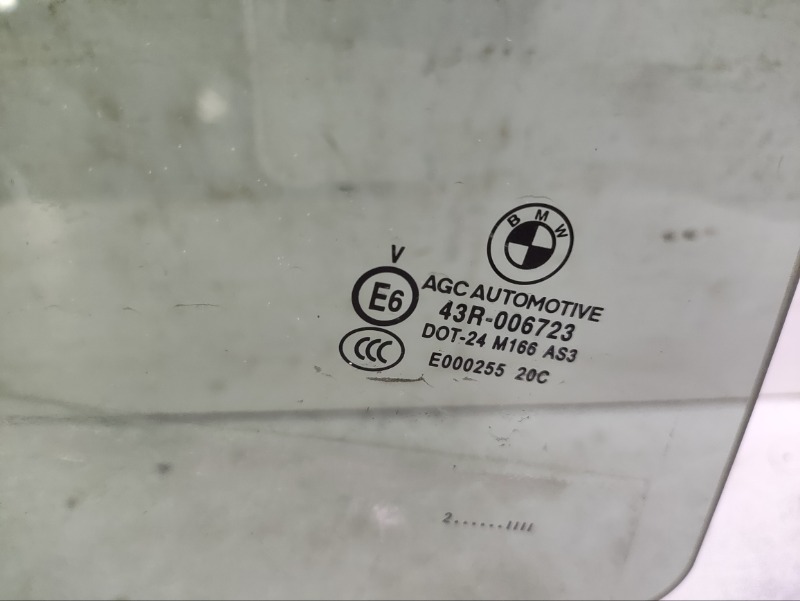 BMW
V
E6
AGC AUTOMOTIVE
43R-006723
CCC
DOT-24 M166 AS3
E000255 20C
2......IIII